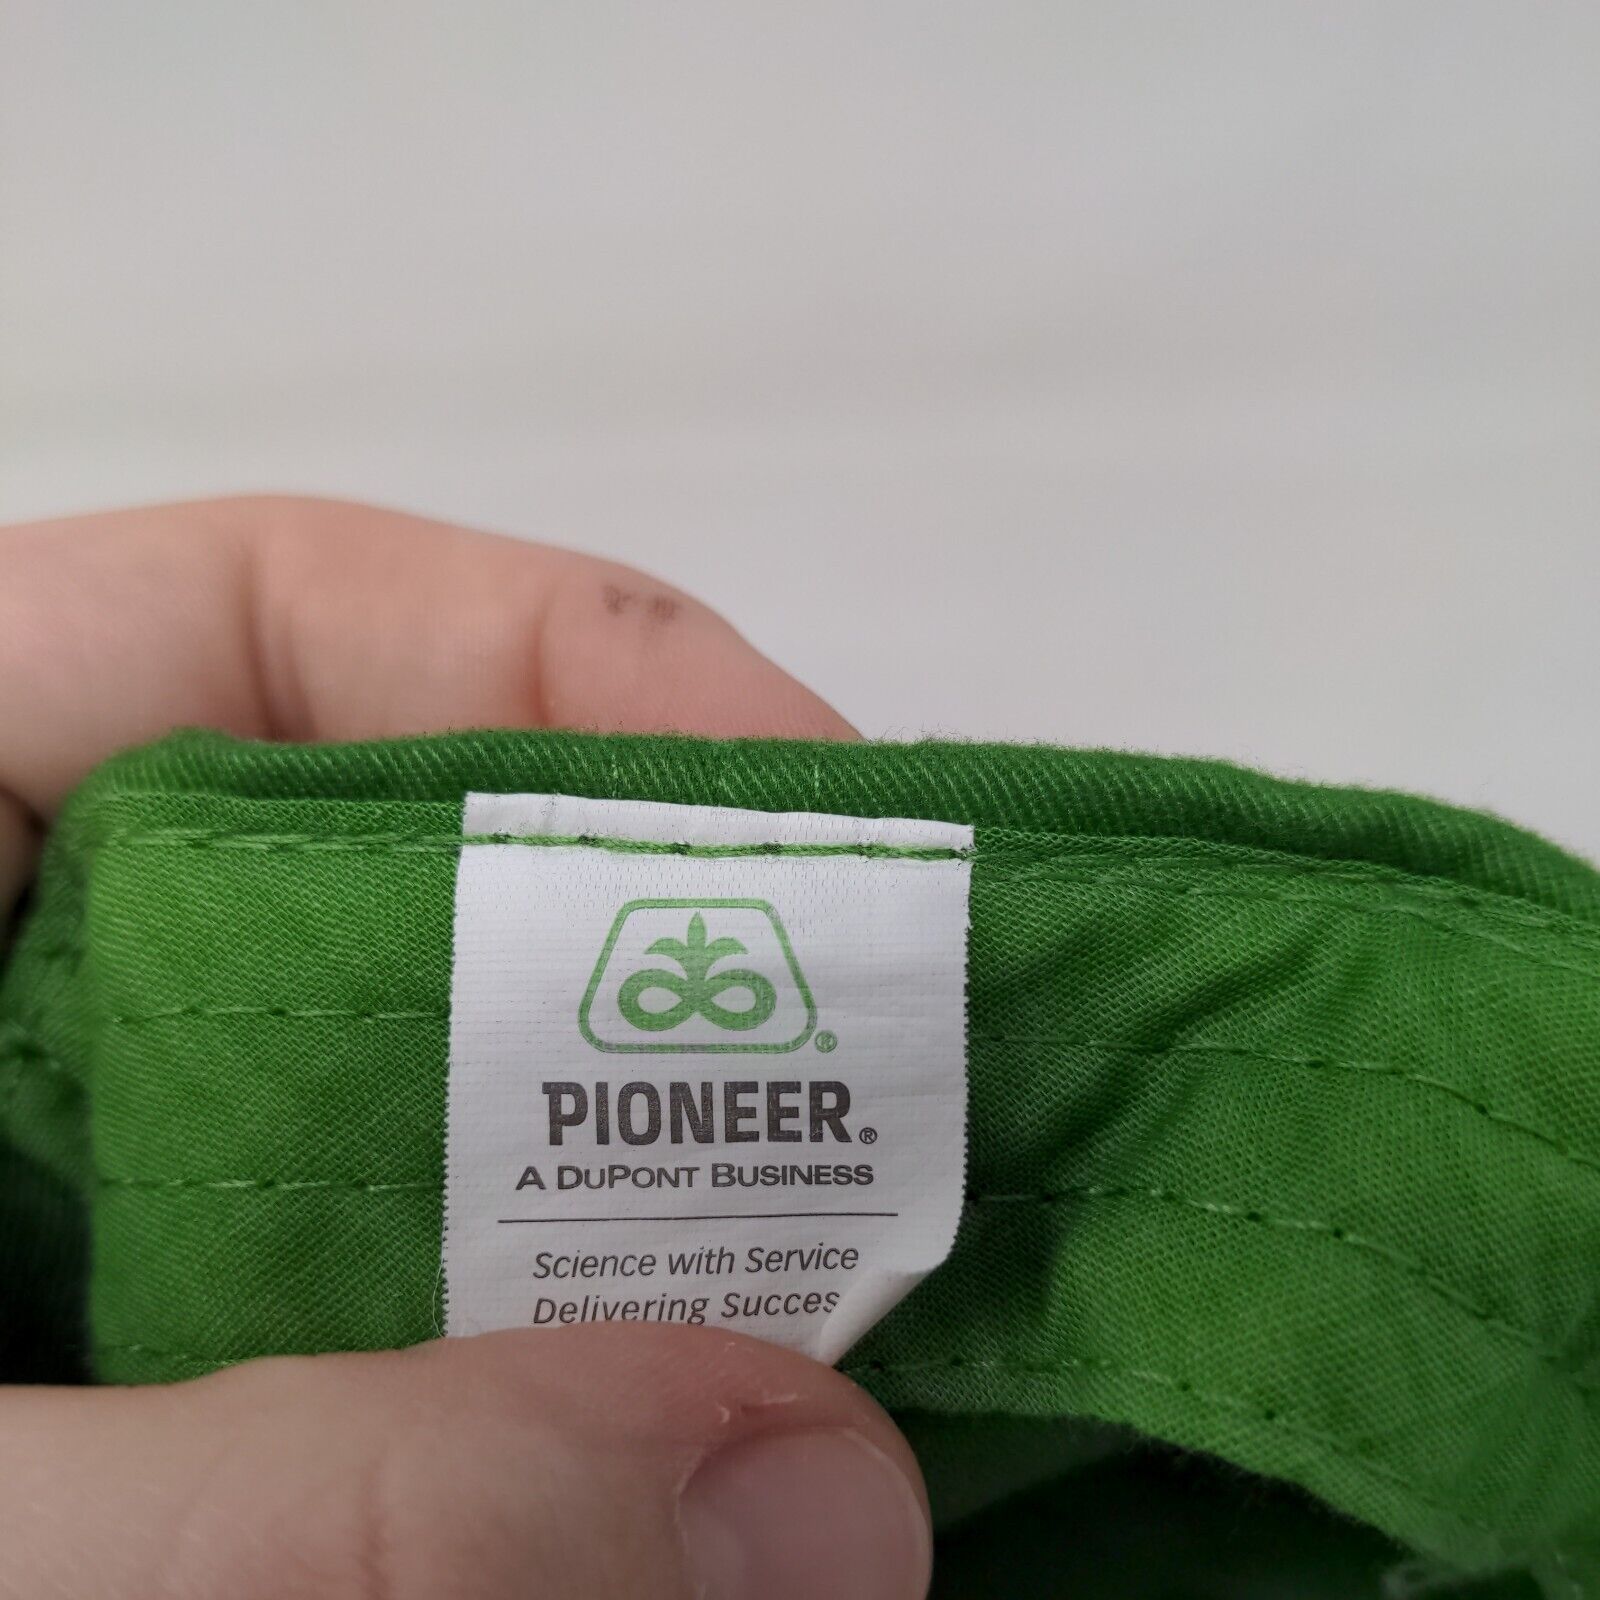 ®
PIONEER®
A DUPONT BUSINESS
Science with Service
Delivering Succes